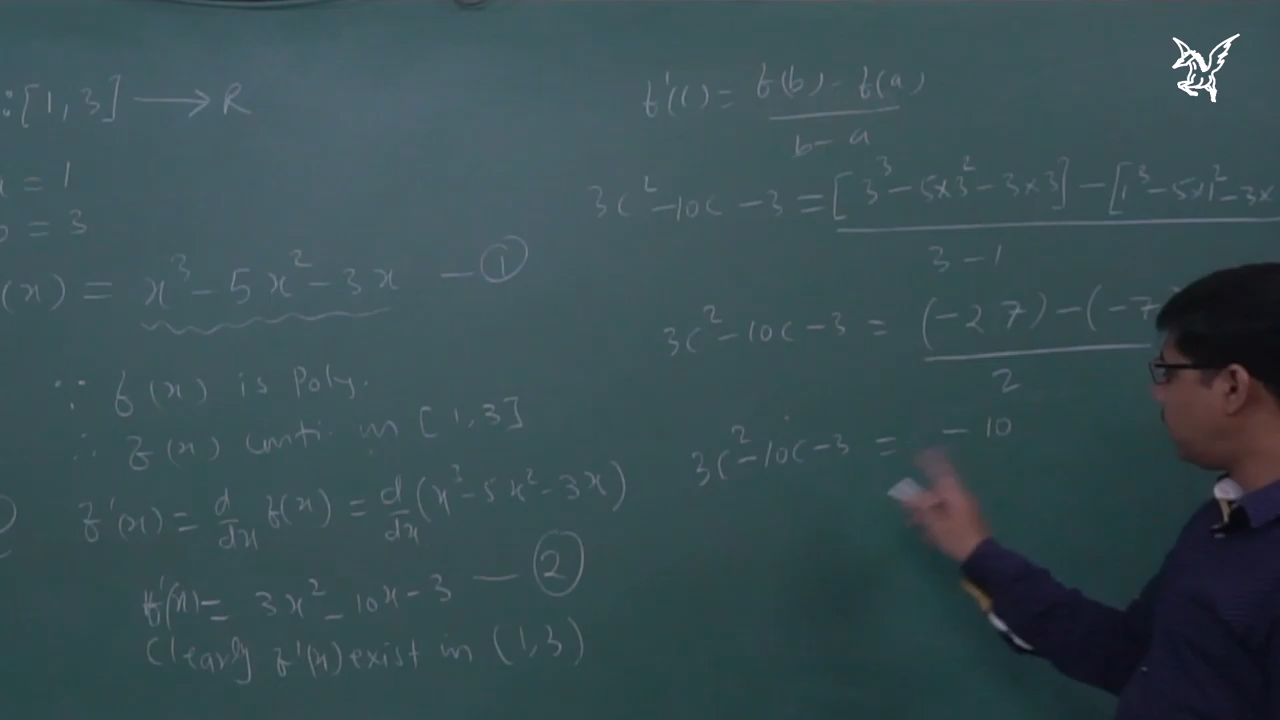 :[1,3] → R
= 1
= 3
(x) = x³ - 5x² - 3x — ①
∵ f(x) is Poly.
∴ f(x) conti. in [1,3]
f'(x) = d/dx f(x) = d/dx (x³-5x²-3x)
f'(x) = 3x² - 10x - 3 — ②
Clearly f'(x) exist in (1,3)
f'(c) = f(b) - f(a) / b - a
3c² - 10c - 3 = [3³ - 5×3² - 3×3] - [1³ - 5×1² - 3× / 3 - 1
3c² - 10c - 3 = (-27) - (-7 / 2
3c² - 10c - 3 = - 10